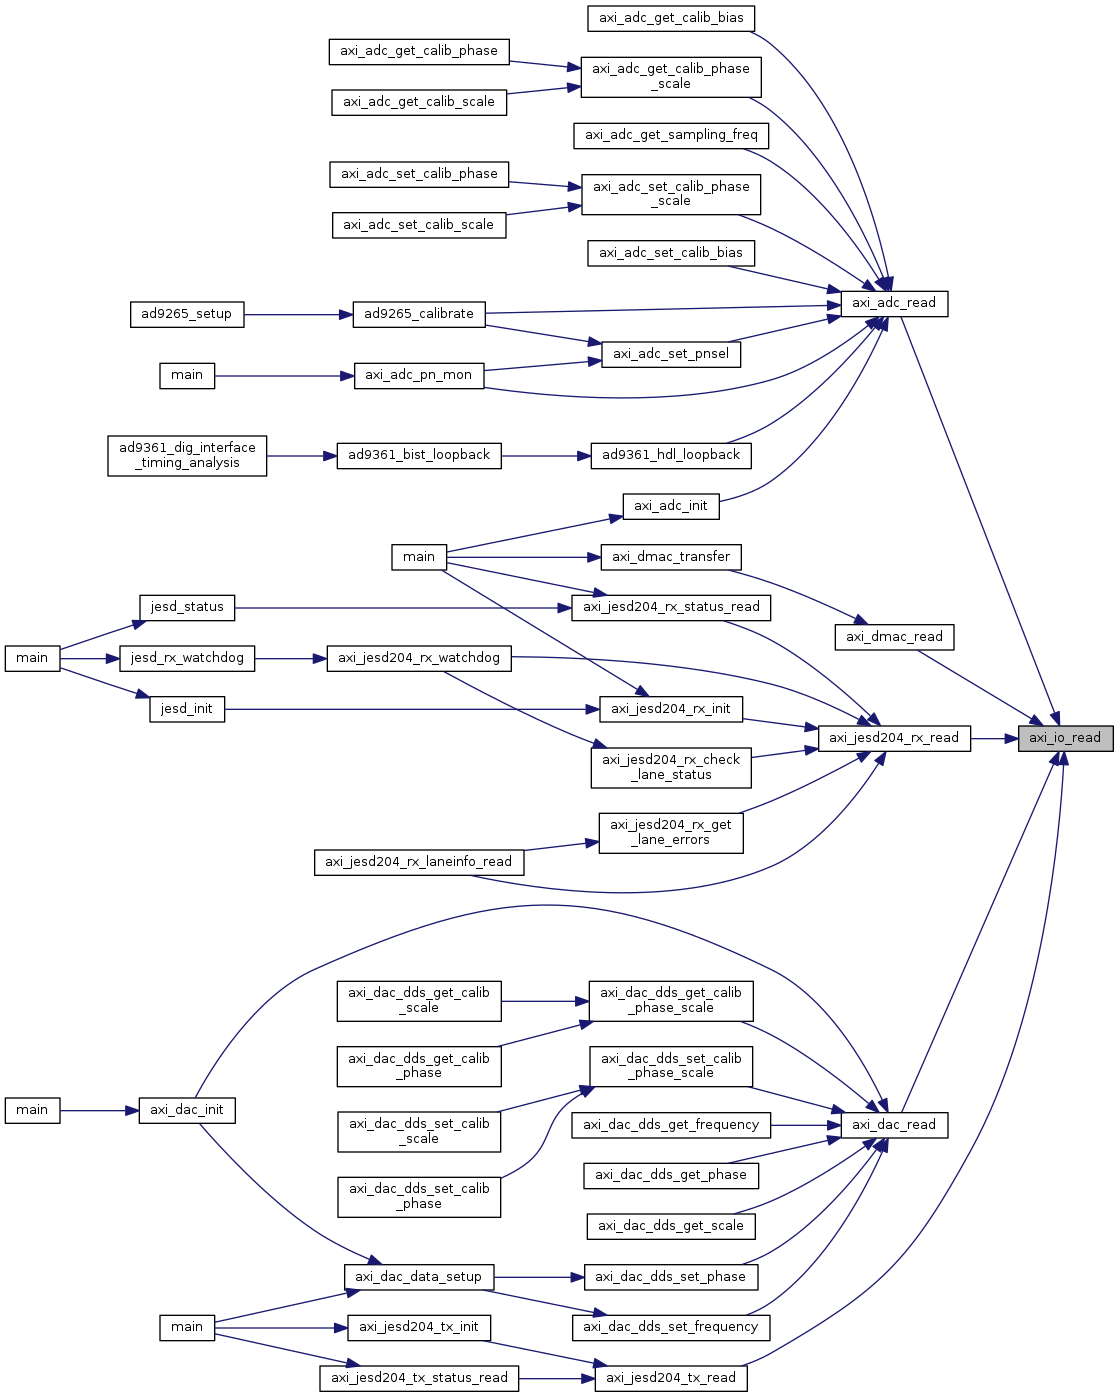 axi_adc_get_calib_bias
axi_adc_get_calib_phase
axi_adc_get_calib_phase
_scale
axi_adc_get_calib_scale
axi_adc_get_sampling_freq
axi_adc_set_calib_phase
axi_adc_set_calib_phase
_scale
axi_adc_set_calib_scale
axi_adc_set_calib_bias
axi_adc_read
ad9265_setup
ad9265_calibrate
axi_adc_set_pnsel
main
axi_adc_pn_mon
ad9361_dig_interface
_timing_analysis
ad9361_bist_loopback
ad9361_hdl_loopback
axi_adc_init
main
axi_dmac_transfer
jesd_status
axi_jesd204_rx_status_read
axi_dmac_read
main
jesd_rx_watchdog
axi_jesd204_rx_watchdog
jesd_init
axi_jesd204_rx_init
axi_jesd204_rx_read
axi_io_read
axi_jesd204_rx_check
_lane_status
axi_jesd204_rx_get
_lane_errors
axi_jesd204_rx_laneinfo_read
axi_dac_dds_get_calib
_scale
axi_dac_dds_get_calib
_phase_scale
axi_dac_dds_get_calib
_phase
axi_dac_dds_set_calib
_phase_scale
main
axi_dac_init
axi_dac_dds_set_calib
_scale
axi_dac_dds_get_frequency
axi_dac_read
axi_dac_dds_get_phase
axi_dac_dds_set_calib
_phase
axi_dac_dds_get_scale
axi_dac_data_setup
axi_dac_dds_set_phase
main
axi_jesd204_tx_init
axi_dac_dds_set_frequency
axi_jesd204_tx_status_read
axi_jesd204_tx_read